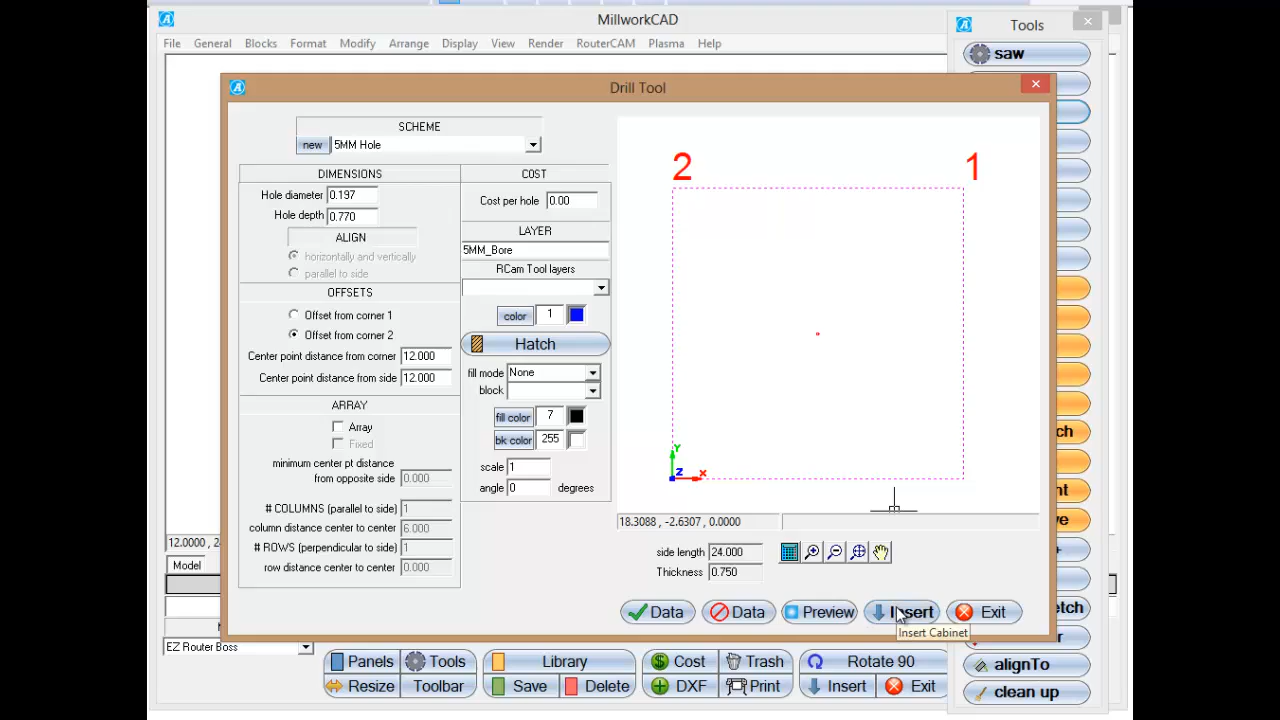 MillworkCAD
Tools
File General Blocks Format Modify Arrange Display View Render RouterCAM Plasma Help
saw
Drill Tool
SCHEME
new 5MM Hole
DIMENSIONS
Hole diameter 0.197
Hole depth 0.770
ALIGN
horizontally and vertically
parallel to side
OFFSETS
Offset from corner 1
Offset from corner 2
Center point distance from corner 12.000
Center point distance from side 12.000
ARRAY
Array
Fixed
minimum center pt distance
from opposite side 0.000
# COLUMNS (parallel to side) 1
column distance center to center 6.000
# ROWS (perpendicular to side) 1
row distance center to center 0.000
COST
Cost per hole 0.00
LAYER
5MM_Bore
RCam Tool layers
color 1
Hatch
fill mode None
block
fill color 7
bk color 255
scale 1
angle 0 degrees
2 1
Y
Z X
18.3088 , -2.6307 , 0.0000
side length 24.000
Thickness 0.750
Data Data Preview Insert Exit
Insert Cabinet
12.0000 , 2
Model
EZ Router Boss
Panels Tools Library Cost Trash Rotate 90
Resize Toolbar Save Delete DXF Print Insert Exit
alignTo
clean up